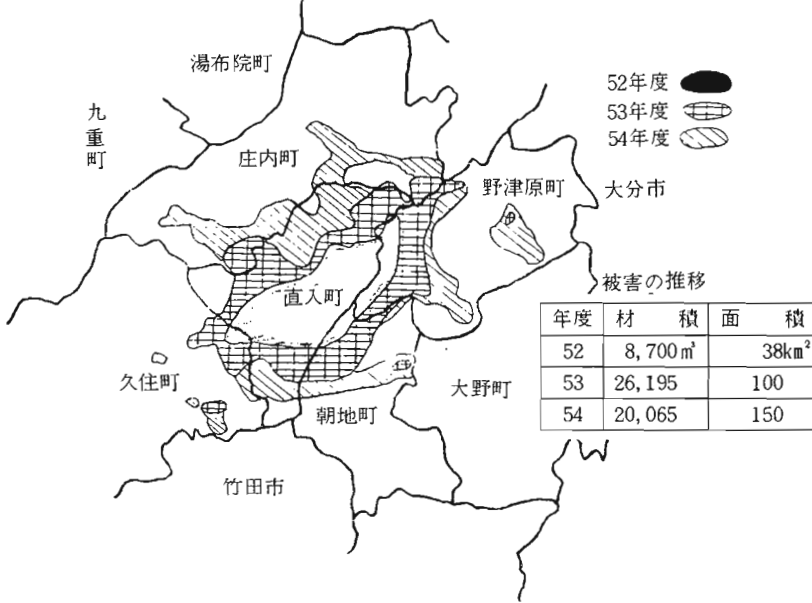 湯布院町
九重町
庄内町
52年度
53年度
54年度
野津原町
大分市
直入町
久住町
朝地町
大野町
竹田市
被害の推移
年度 材積 面積
52 8,700㎥ 38km²
53 26,195 100
54 20,065 150